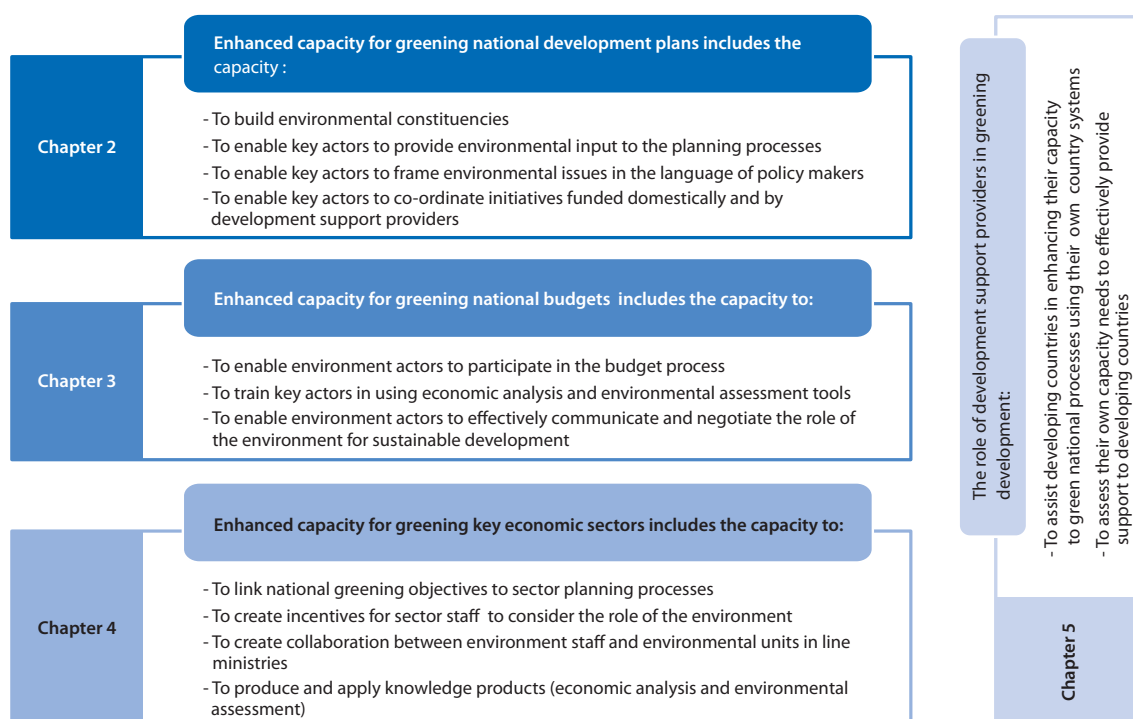 Enhanced capacity for greening national development plans includes the
capacity :
Chapter 2
- To build environmental constituencies
- To enable key actors to provide environmental input to the planning processes
- To enable key actors to frame environmental issues in the language of policy makers
- To enable key actors to co-ordinate initiatives funded domestically and by
development support providers
Enhanced capacity for greening national budgets includes the capacity to:
Chapter 3
- To enable environment actors to participate in the budget process
- To train key actors in using economic analysis and environmental assessment tools
- To enable environment actors to effectively communicate and negotiate the role of
the environment for sustainable development
Enhanced capacity for greening key economic sectors includes the capacity to:
Chapter 4
- To link national greening objectives to sector planning processes
- To create incentives for sector staff to consider the role of the environment
- To create collaboration between environment staff and environmental units in line
ministries
- To produce and apply knowledge products (economic analysis and environmental
assessment)
The role of development support providers in greening
development:
- To assist developing countries in enhancing their capacity
to green national processes using their own country systems
- To assess their own capacity needs to effectively provide
support to developing countries
Chapter 5